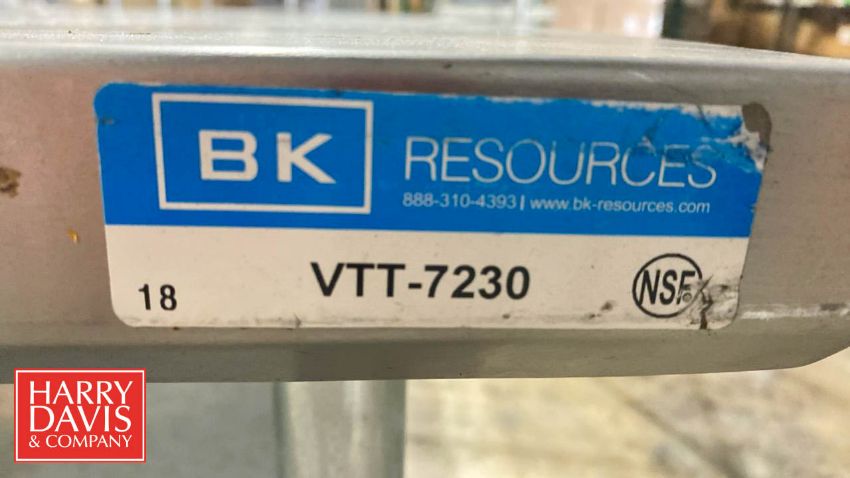 BK RESOURCES
888-310-4393 | www.bk-resources.com
18 VTT-7230 NSF
HARRY
DAVIS
& COMPANY